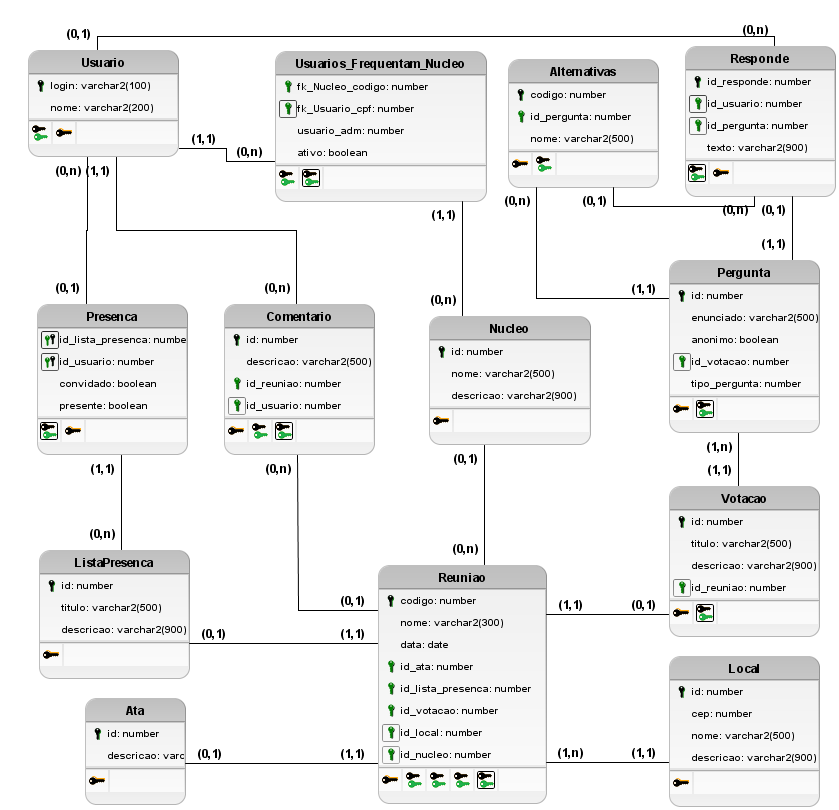 (0,1)
(0,n)
Usuario
login: varchar2(100)
nome: varchar2(200)
(1,1)
(0,n)
(0,n)
(1,1)
Usuarios_Frequentam_Nucleo
fk_Nucleo_codigo: number
fk_Usuario_cpf: number
usuario_adm: number
ativo: boolean
(1,1)
(0,n)
Alternativas
codigo: number
id_pergunta: number
nome: varchar2(500)
(0,n)
(0,1)
(1,1)
Responde
id_responde: number
id_usuario: number
id_pergunta: number
texto: varchar2(900)
(0,n)
(0,1)
(1,1)
(0,1)
Presenca
id_lista_presenca: numbe
id_usuario: number
convidado: boolean
presente: boolean
(1,1)
(0,n)
(0,n)
Comentario
id: number
descricao: varchar2(500)
id_reuniao: number
id_usuario: number
(0,n)
(0,1)
Nucleo
id: number
nome: varchar2(500)
descricao: varchar2(900)
(0,1)
(0,n)
Pergunta
id: number
enunciado: varchar2(500)
anonimo: boolean
id_votacao: number
tipo_pergunta: number
(1,n)
(1,1)
ListaPresenca
id: number
titulo: varchar2(500)
descricao: varchar2(900)
(0,1)
(1,1)
Reuniao
codigo: number
nome: varchar2(300)
data: date
id_ata: number
id_lista_presenca: number
id_votacao: number
id_local: number
id_nucleo: number
(1,1)
(0,1)
Votacao
id: number
titulo: varchar2(500)
descricao: varchar2(900)
id_reuniao: number
Ata
id: number
descricao: varc
(0,1)
(1,1)
(1,n)
(1,1)
Local
id: number
cep: number
nome: varchar2(500)
descricao: varchar2(900)